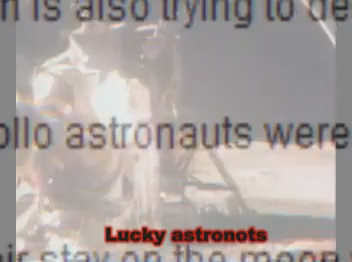 is also trying to de
ollo astronauts were
Lucky astronots
eir stay on the moon